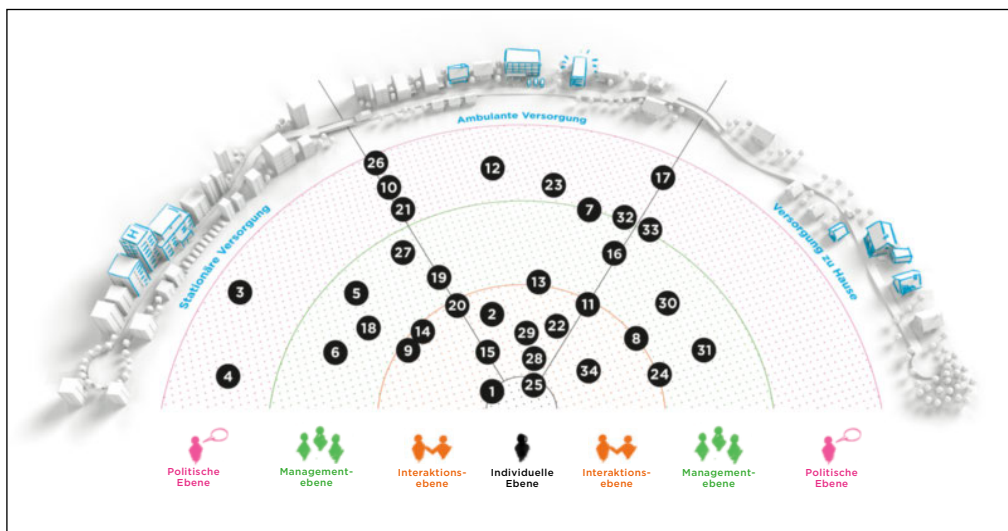 Ambulante Versorgung
Stationäre Versorgung
Versorgung zu Hause
26
12
17
10
23
21
7
32
33
27
16
19
13
3
5
20
11
30
2
18
14
29
22
8
9
6
15
28
31
4
34
24
25
1
Politische
Ebene
Management-
ebene
Interaktions-
ebene
Individuelle
Ebene
Interaktions-
ebene
Management-
ebene
Politische
Ebene
H